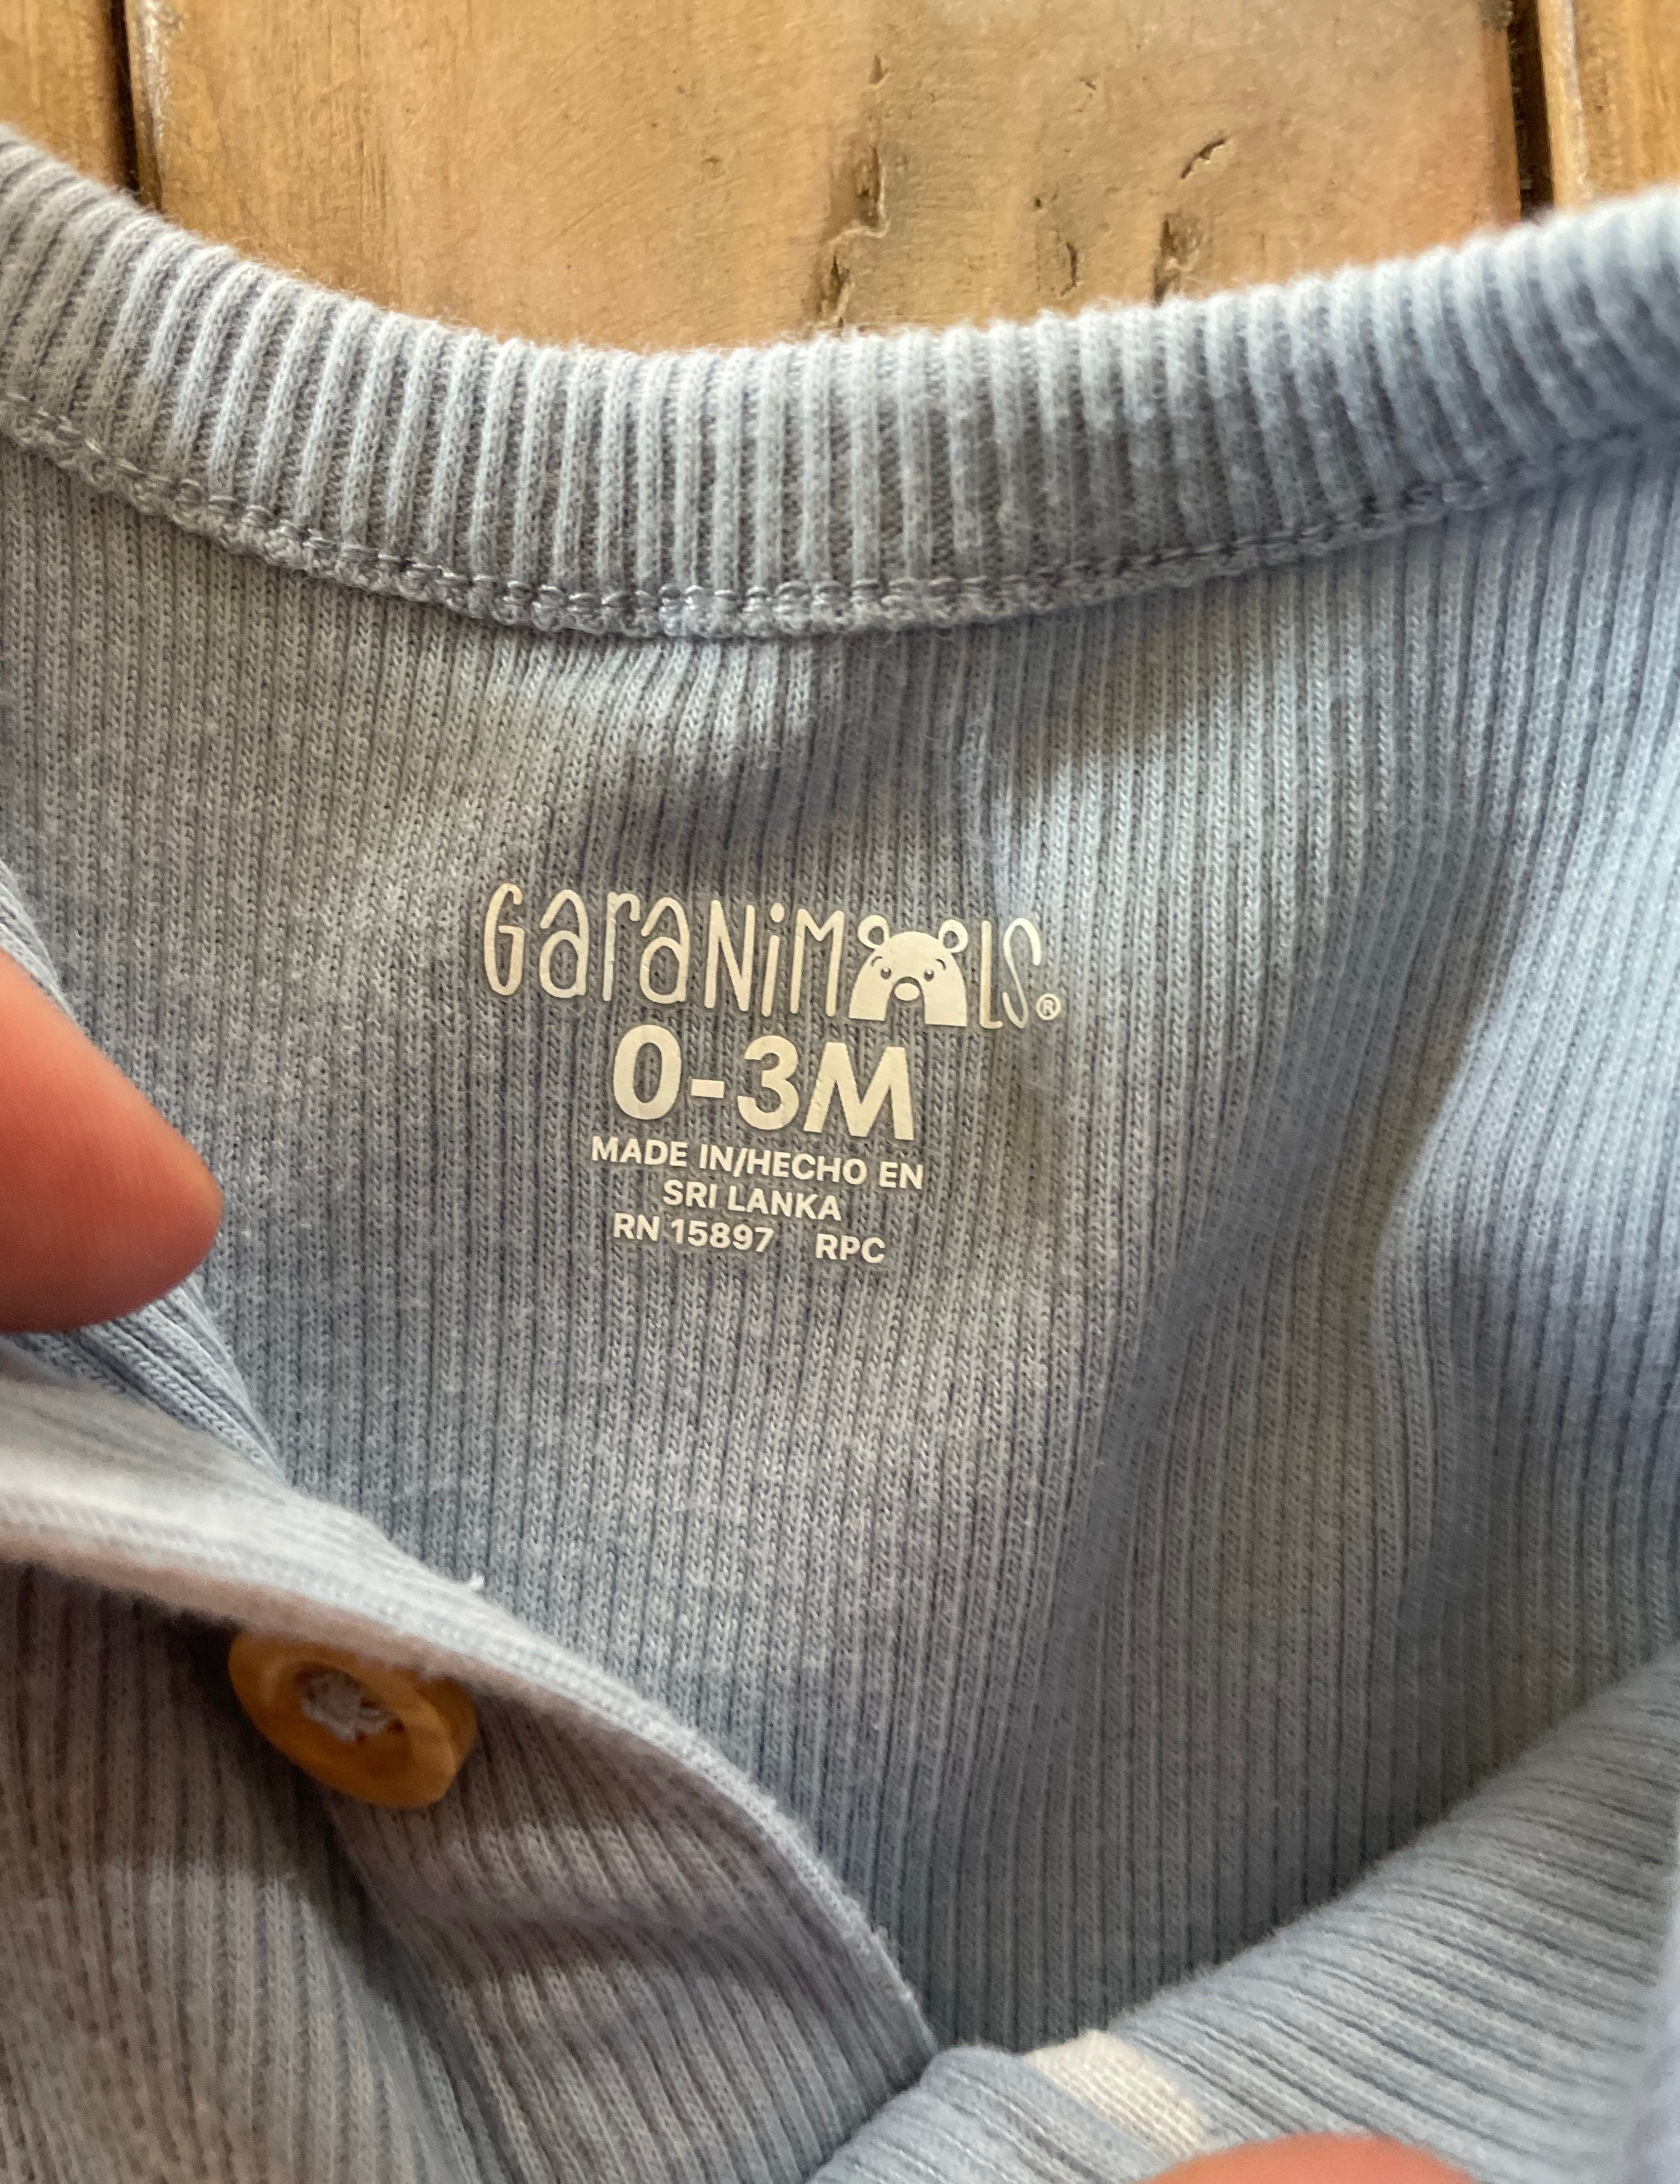 GaraNiMALS®
0-3M
MADE IN/HECHO EN
SRI LANKA
RN 15897 RPC